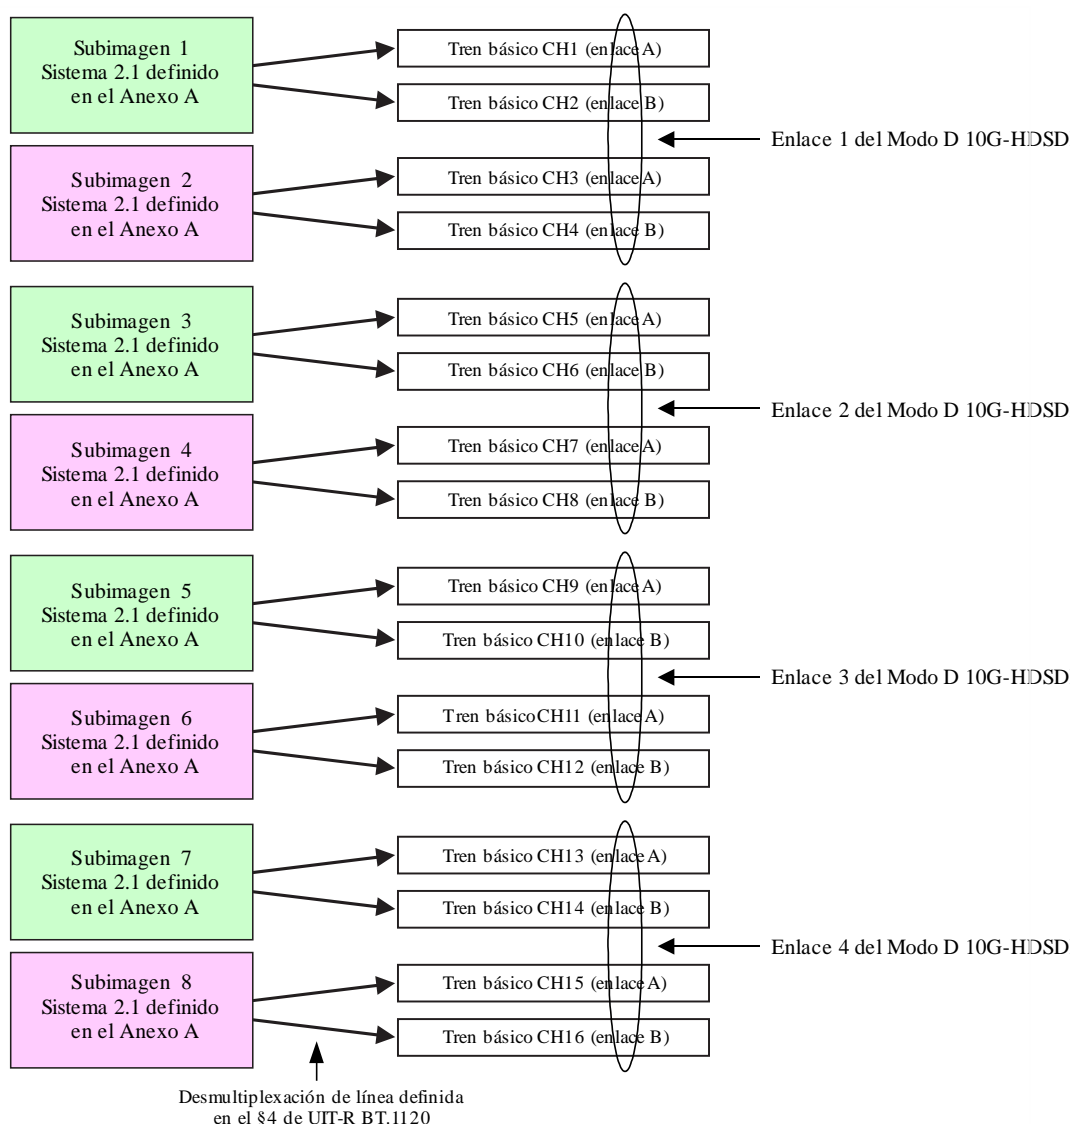 Subimagen 1
Sistema 2.1 definido
en el Anexo A
Tren básico CH1 (enlace A)
Tren básico CH2 (enlace B)
Enlace 1 del Modo D 10G-HDSD
Subimagen 2
Sistema 2.1 definido
en el Anexo A
Tren básico CH3 (enlace A)
Tren básico CH4 (enlace B)
Subimagen 3
Sistema 2.1 definido
en el Anexo A
Tren básico CH5 (enlace A)
Tren básico CH6 (enlace B)
Enlace 2 del Modo D 10G-HDSD
Subimagen 4
Sistema 2.1 definido
en el Anexo A
Tren básico CH7 (enlace A)
Tren básico CH8 (enlace B)
Subimagen 5
Sistema 2.1 definido
en el Anexo A
Tren básico CH9 (enlace A)
Tren básico CH10 (enlace B)
Enlace 3 del Modo D 10G-HDSD
Subimagen 6
Sistema 2.1 definido
en el Anexo A
Tren básico CH11 (enlace A)
Tren básico CH12 (enlace B)
Subimagen 7
Sistema 2.1 definido
en el Anexo A
Tren básico CH13 (enlace A)
Tren básico CH14 (enlace B)
Enlace 4 del Modo D 10G-HDSD
Subimagen 8
Sistema 2.1 definido
en el Anexo A
Tren básico CH15 (enlace A)
Tren básico CH16 (enlace B)
Desmultiplexación de línea definida
en el §4 de UIT-R BT.1120